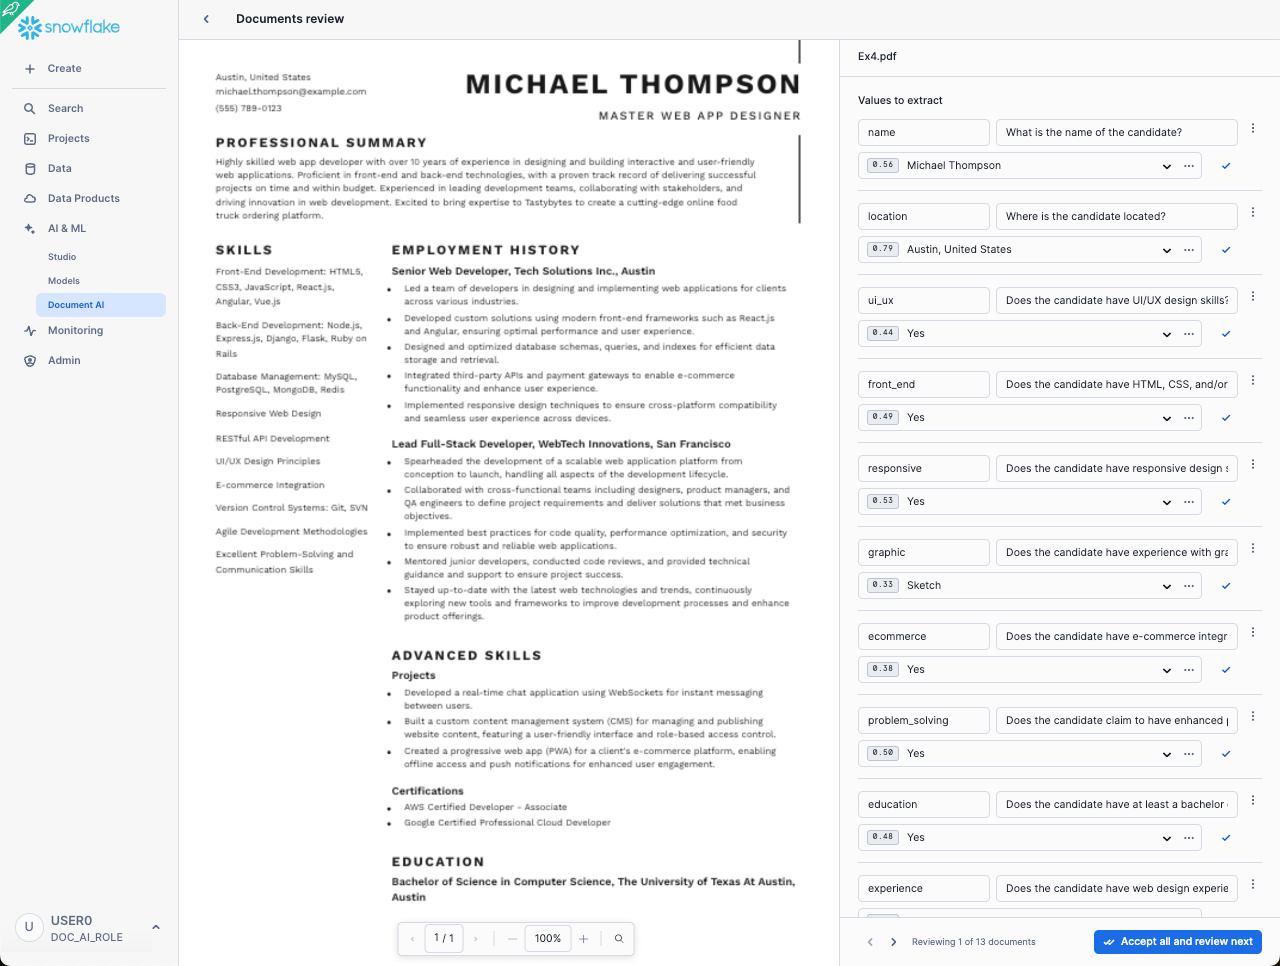 snowflake
Create
Search
Projects
Data
Data Products
AI & ML
Studio
Models
Document AI
Monitoring
Admin
U
USER0
DOC_AI_ROLE
Documents review
Austin, United States
michael.thompson@example.com
(555) 789-0123
MICHAEL THOMPSON
MASTER WEB APP DESIGNER
PROFESSIONAL SUMMARY
Highly skilled web app developer with over 10 years of experience in designing and building interactive and user-friendly
web applications. Proficient in front-end and back-end technologies, with a proven track record of delivering successful
projects on time and within budget. Experienced in leading development teams, collaborating with stakeholders, and
driving innovation in web development. Excited to bring expertise to Tastybytes to create a cutting-edge online food
truck ordering platform.
SKILLS
Front-End Development: HTML5,
CSS3, JavaScript, React.js,
Angular, Vue.js
Back-End Development: Node.js,
Express.js, Django, Flask, Ruby on
Rails
Database Management: MySQL,
PostgreSQL, MongoDB, Redis
Responsive Web Design
RESTful API Development
UI/UX Design Principles
E-commerce Integration
Version Control Systems: Git, SVN
Agile Development Methodologies
Excellent Problem-Solving and
Communication Skills
EMPLOYMENT HISTORY
Senior Web Developer, Tech Solutions Inc., Austin
Led a team of developers in designing and implementing web applications for clients
across various industries.
Developed custom solutions using modern front-end frameworks such as React.js
and Angular, ensuring optimal performance and user experience.
Designed and optimized database schemas, queries, and indexes for efficient data
storage and retrieval.
Integrated third-party APIs and payment gateways to enable e-commerce
functionality and enhance user experience.
Implemented responsive design techniques to ensure cross-platform compatibility
and seamless user experience across devices.
Lead Full-Stack Developer, WebTech Innovations, San Francisco
Spearheaded the development of a scalable web application platform from
conception to launch, handling all aspects of the development lifecycle.
Collaborated with cross-functional teams including designers, product managers, and
QA engineers to define project requirements and deliver solutions that met business
objectives.
Implemented best practices for code quality, performance optimization, and security
to ensure robust and reliable web applications.
Mentored junior developers, conducted code reviews, and provided technical
guidance and support to ensure project success.
Stayed up-to-date with the latest web technologies and trends, continuously
exploring new tools and frameworks to improve development processes and enhance
product offerings.
ADVANCED SKILLS
Projects
Developed a real-time chat application using WebSockets for instant messaging
between users.
Built a custom content management system (CMS) for managing and publishing
website content, featuring a user-friendly interface and role-based access control.
Created a progressive web app (PWA) for a client's e-commerce platform, enabling
offline access and push notifications for enhanced user engagement.
Certifications
AWS Certified Developer - Associate
Google Certified Professional Cloud Developer
EDUCATION
Bachelor of Science in Computer Science, The University of Texas At Austin,
Austin
1 / 1
100%
Ex4.pdf
Values to extract
name What is the name of the candidate?
0.56 Michael Thompson
location Where is the candidate located?
0.79 Austin, United States
ui_ux Does the candidate have UI/UX design skills?
0.44 Yes
front_end Does the candidate have HTML, CSS, and/or
0.49 Yes
responsive Does the candidate have responsive design s
0.53 Yes
graphic Does the candidate have experience with gra
0.33 Sketch
ecommerce Does the candidate have e-commerce integr
0.38 Yes
problem_solving Does the candidate claim to have enhanced p
0.50 Yes
education Does the candidate have at least a bachelor
0.48 Yes
experience Does the candidate have web design experie
Reviewing 1 of 13 documents
Accept all and review next